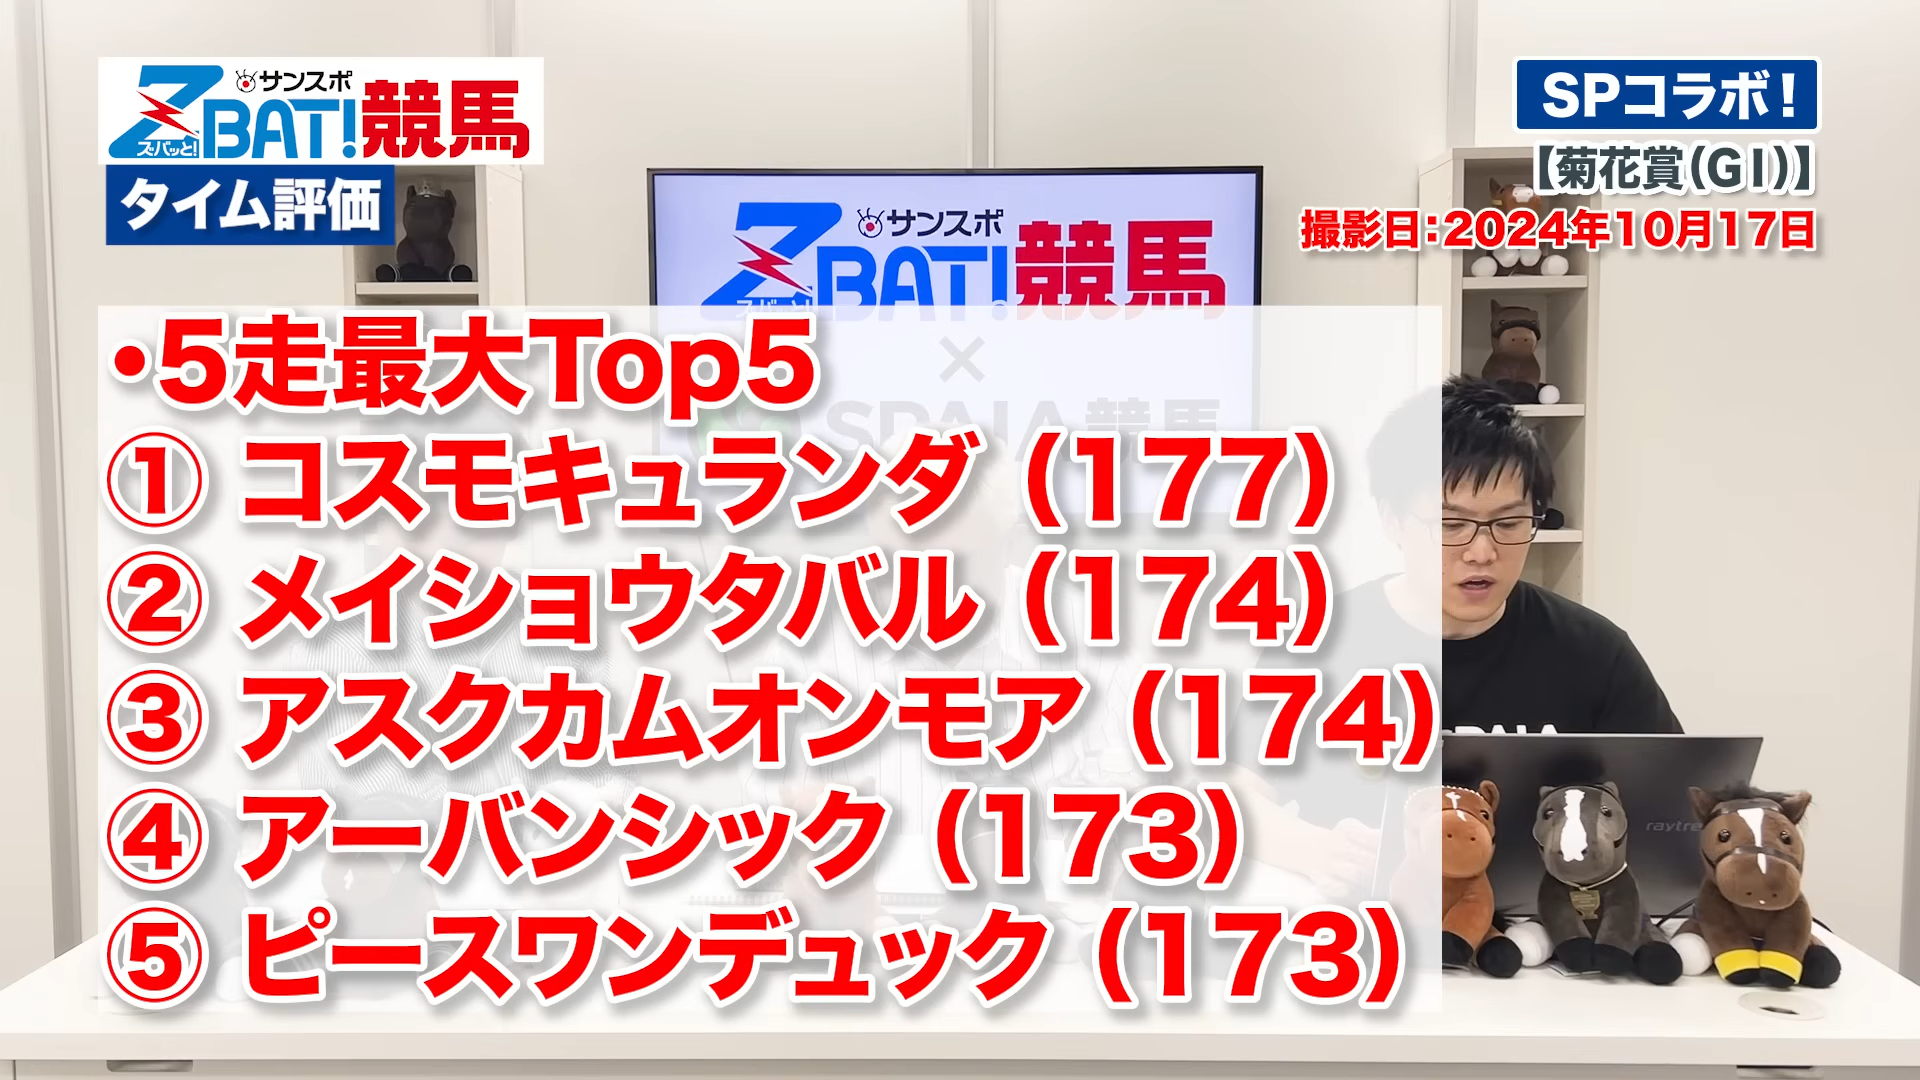 サンスポ
ZBAT!競馬
ズバッと!
タイム評価
SPコラボ!
【菊花賞(GⅠ)】
撮影日:2024年10月17日
サンスポ
ZBAT!競馬
×
SPAIA競馬
・5走最大Top5
① コスモキュランダ (177)
② メイショウタバル (174)
③ アスクカムオンモア (174)
④ アーバンシック (173)
⑤ ピースワンデュック (173)
SPAIA
raytre